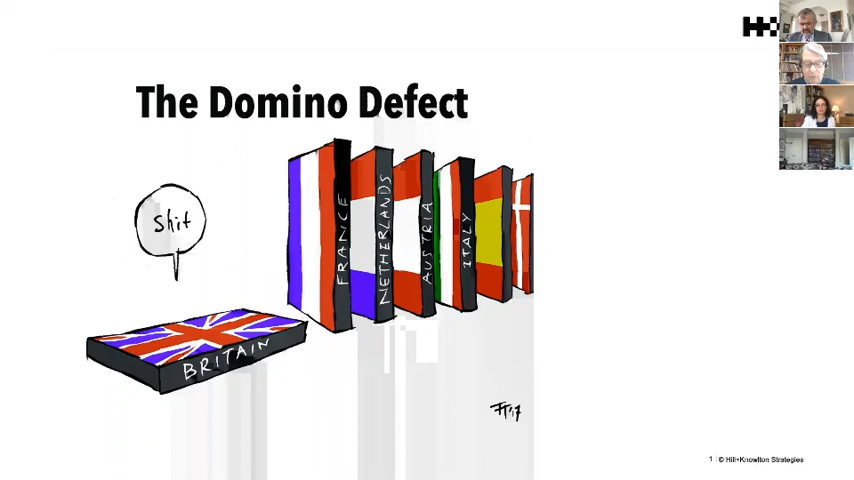 The Domino Defect
shit
BRITAIN
FRANCE
NETHERLANDS
AUSTRIA
ITALY
1 © Hill+Knowlton Strategies